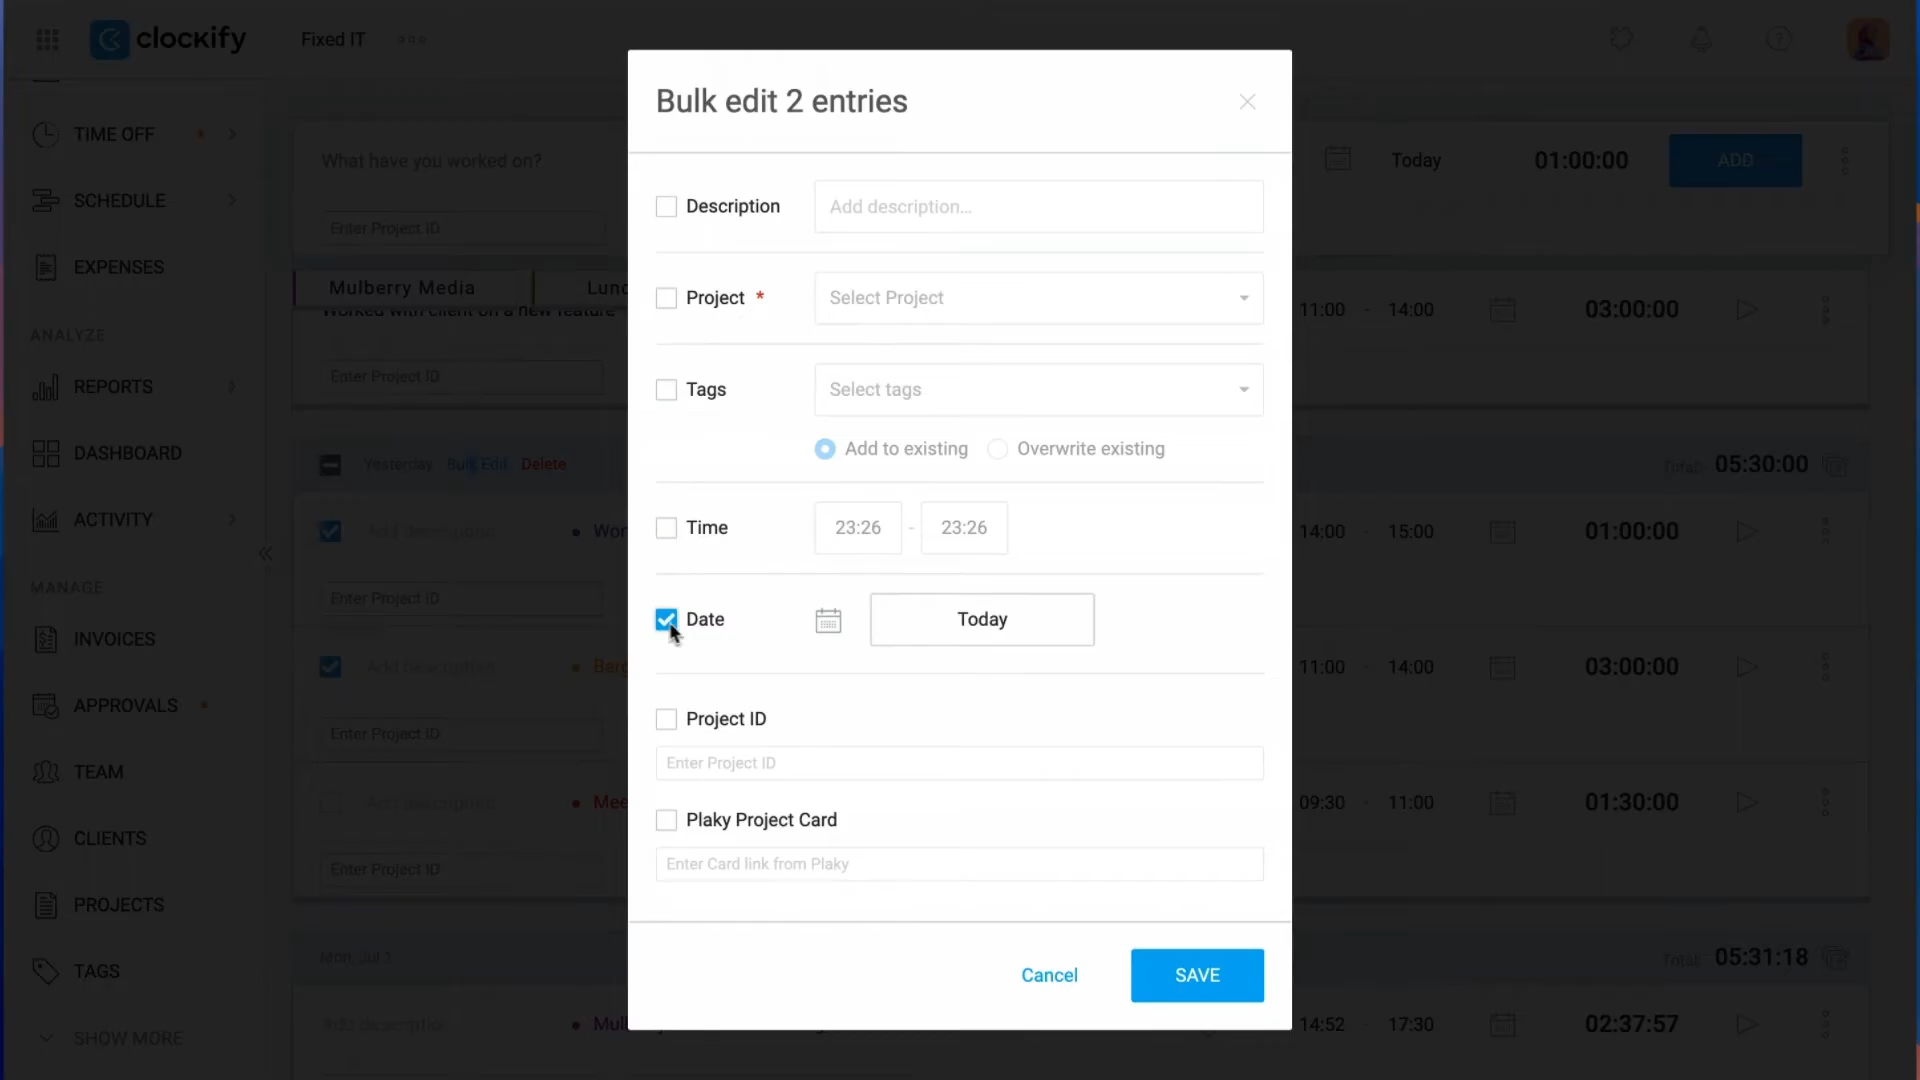 clockify
Fixed IT
TIME OFF
SCHEDULE
EXPENSES
ANALYZE
REPORTS
DASHBOARD
ACTIVITY
MANAGE
INVOICES
APPROVALS
TEAM
CLIENTS
PROJECTS
TAGS
SHOW MORE
What have you worked on?
Enter Project ID
Today
01:00:00
ADD
Mulberry Media
Worked with client on a new feature
Enter Project ID
11:00 - 14:00
03:00:00
Yesterday Bulk Edit Delete
Total: 05:30:00
Add description
Enter Project ID
14:00 - 15:00
01:00:00
Add description
Enter Project ID
11:00 - 14:00
03:00:00
Add description
Enter Project ID
09:30 - 11:00
01:30:00
Total: 05:31:18
Add description
14:52 - 17:30
02:37:57
Bulk edit 2 entries
Description
Add description...
Project *
Select Project
Tags
Select tags
Add to existing
Overwrite existing
Time
23:26 - 23:26
Date
Today
Project ID
Enter Project ID
Plaky Project Card
Enter Card link from Plaky
Cancel
SAVE